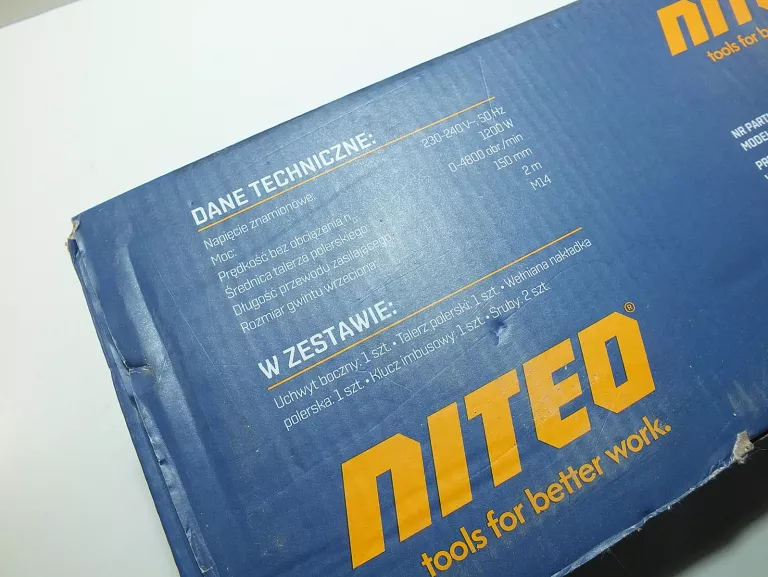 DANE TECHNICZNE:
Napięcie znamionowe: 230-240 V~, 50 Hz
Moc: 1200 W
Prędkość bez obciążenia n₀: 0-4800 obr/min
Średnica talerza polerskiego: 150 mm
Długość przewodu zasilającego: 2 m
Rozmiar gwintu wrzeciona: M14
W ZESTAWIE:
Uchwyt boczny: 1 szt. • Talerz polerski: 1 szt. • Wełniana nakładka
polerska: 1 szt. • Klucz imbusowy: 1 szt. • Śruby: 2 szt.
NITEO®
tools for better work.
NITEO
tools for
NR PARTI
MODEL